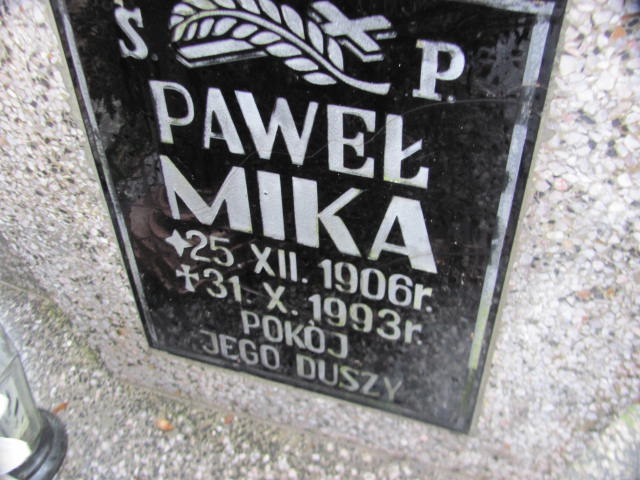 Ś. P.
PAWEŁ
MIKA
25. XII. 1906r.
31. X. 1993r.
POKÓJ
JEGO DUSZY